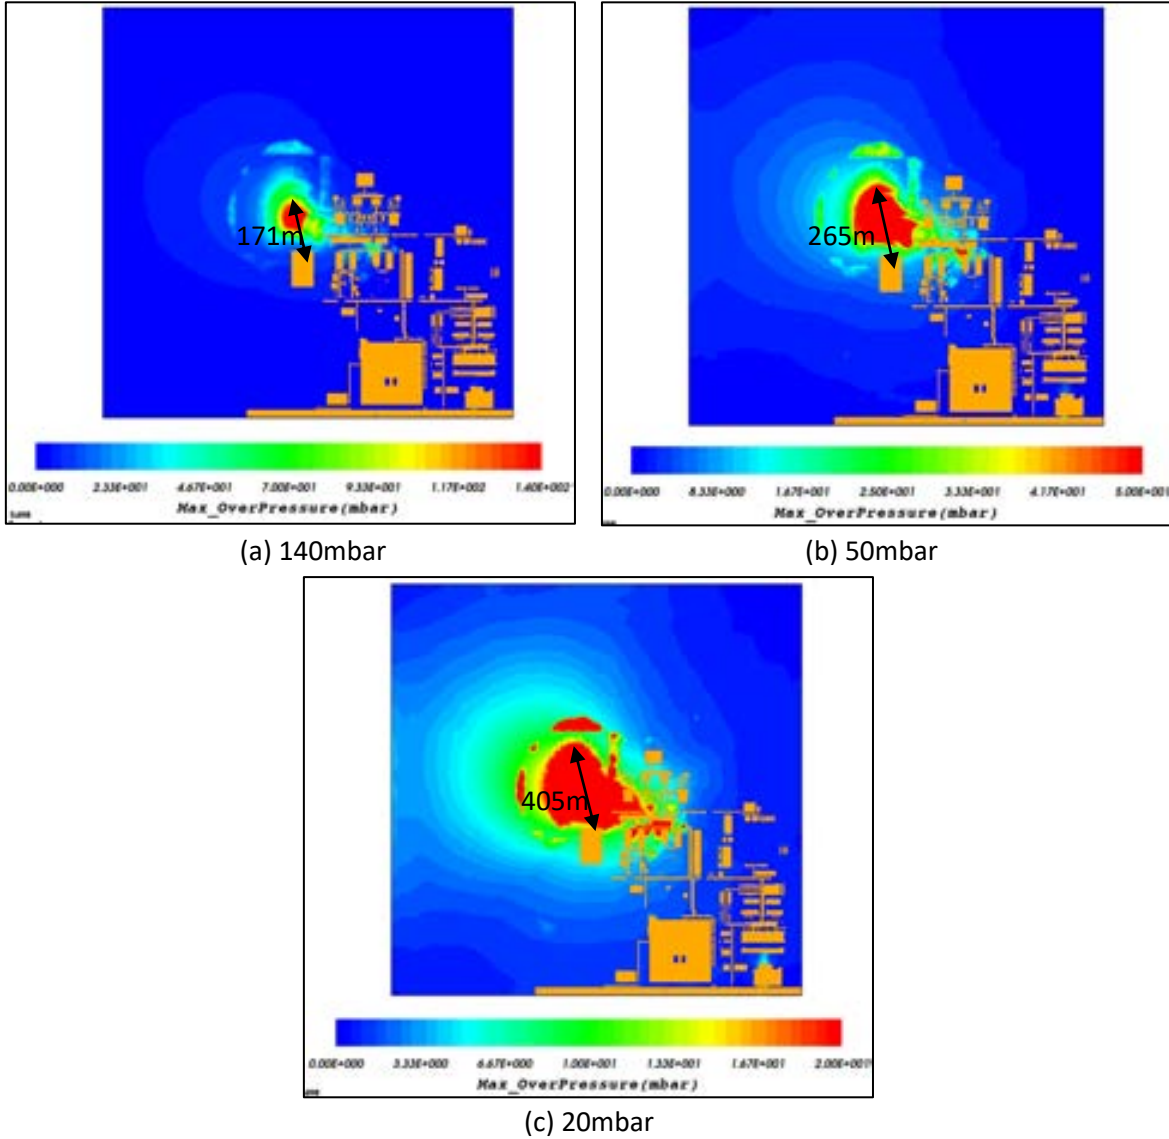 171m
265m
0.00E+000 2.33E+001 4.67E+001 7.00E+001 9.33E+001 1.17E+002 1.40E+002
Max_OverPressure(mbar)
0.00E+000 8.33E+000 1.67E+001 2.50E+001 3.33E+001 4.17E+001 5.00E+001
Max_OverPressure(mbar)
(a) 140mbar
(b) 50mbar
405m
0.00E+000 3.33E+000 6.67E+000 1.00E+001 1.33E+001 1.67E+001 2.00E+001
Max_OverPressure(mbar)
(c) 20mbar